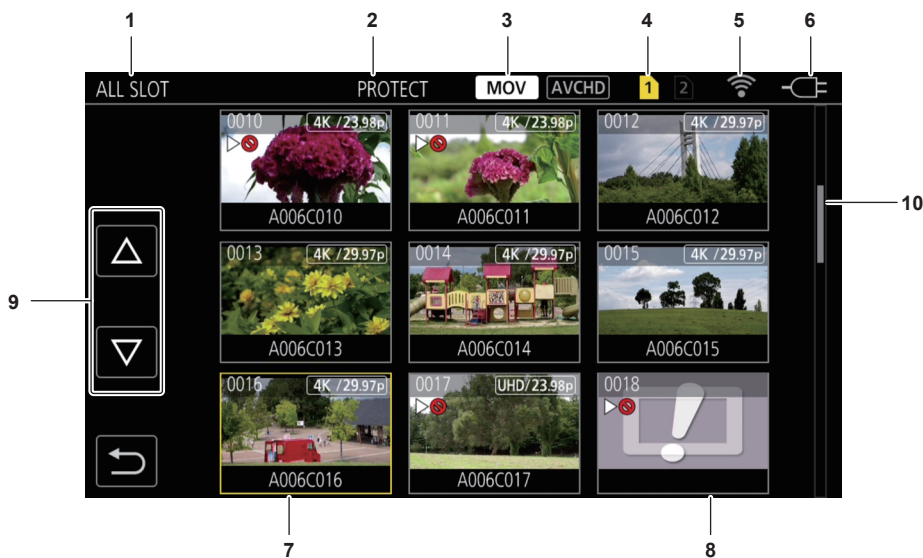 1 2 3 4 5 6
ALL SLOT PROTECT MOV AVCHD 1 2
0010 4K /23.98p 0011 4K /23.98p 0012 4K /29.97p
A006C010 A006C011 A006C012
10
0013 4K /29.97p 0014 4K /29.97p 0015 4K /29.97p
9
A006C013 A006C014 A006C015
0016 4K /29.97p 0017 UHD/23.98p 0018
A006C016 A006C017
7 8